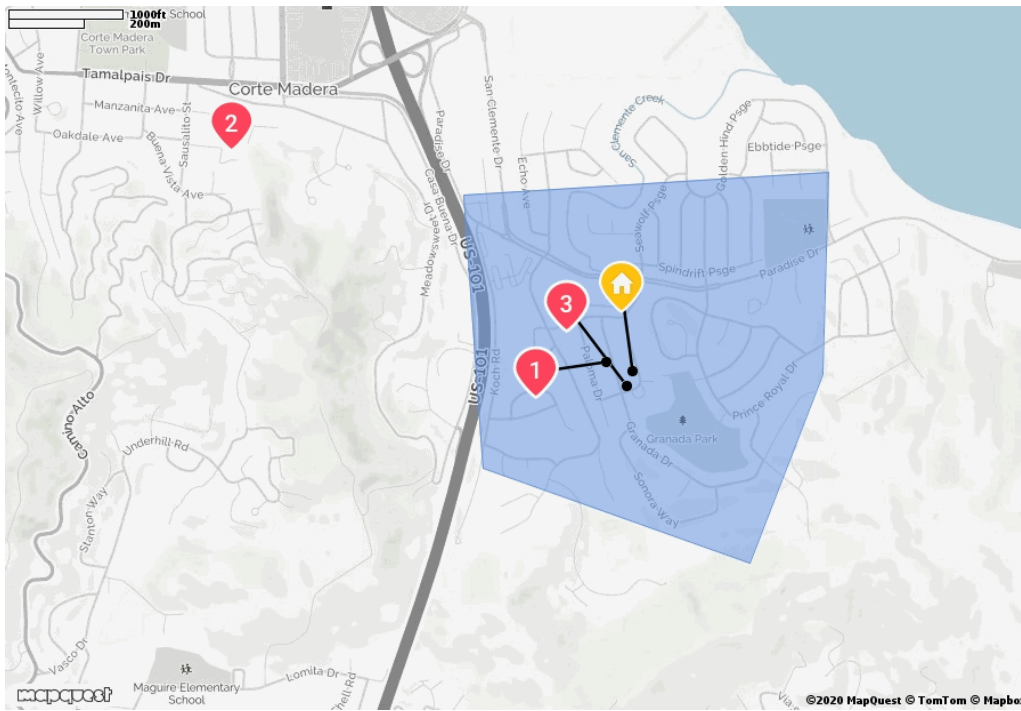 1000ft
200m
School
Corte Madera
Town Park
Tamalpais Dr
Corte Madera
Willow Ave
Manzanita Ave
Oakdale Ave
Sausalito St
Buena Vista Ave
2
San Clemente Dr
Paradise Dr
Casa Buena Dr
Meadowsweet Dr
Echo Ave
San Clemente Creek
Golden Hind Psge
Ebbtide Psge
Seawolf Psge
Spindrift Psge
Paradise Dr
US-101
US-101
Koch Rd
3
1
Paloma Dr
Prince Royal Dr
Granada Park
Granada Dr
Sonora Way
Camino Alto
Underhill Rd
Stanton Way
Vasco Dr
Maguire Elementary
School
Lomita Dr
mapquest
©2020 MapQuest © TomTom © Mapbo